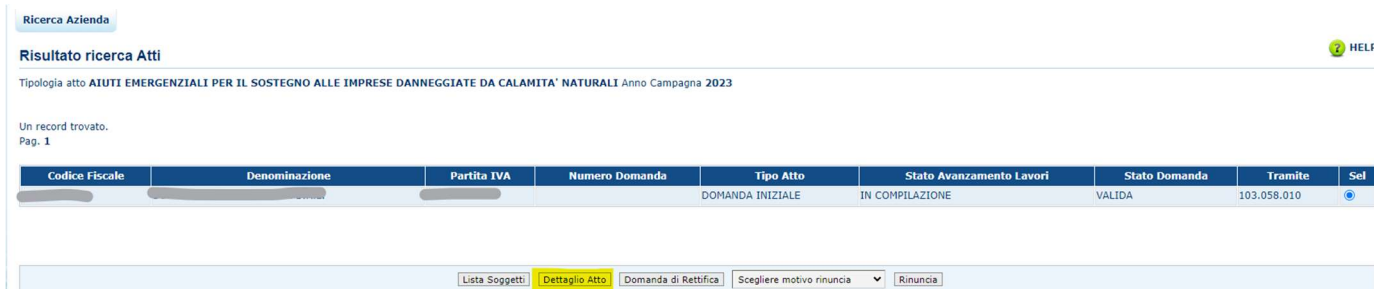 Ricerca Azienda
Risultato ricerca Atti
HELP
Tipologia atto AIUTI EMERGENZIALI PER IL SOSTEGNO ALLE IMPRESE DANNEGGIATE DA CALAMITA' NATURALI Anno Campagna 2023
Un record trovato.
Pag. 1
Codice Fiscale Denominazione Partita IVA Numero Domanda Tipo Atto Stato Avanzamento Lavori Stato Domanda Tramite Sel
DOMANDA INIZIALE IN COMPILAZIONE VALIDA 103.058.010
Lista Soggetti Dettaglio Atto Domanda di Rettifica Scegliere motivo rinuncia Rinuncia